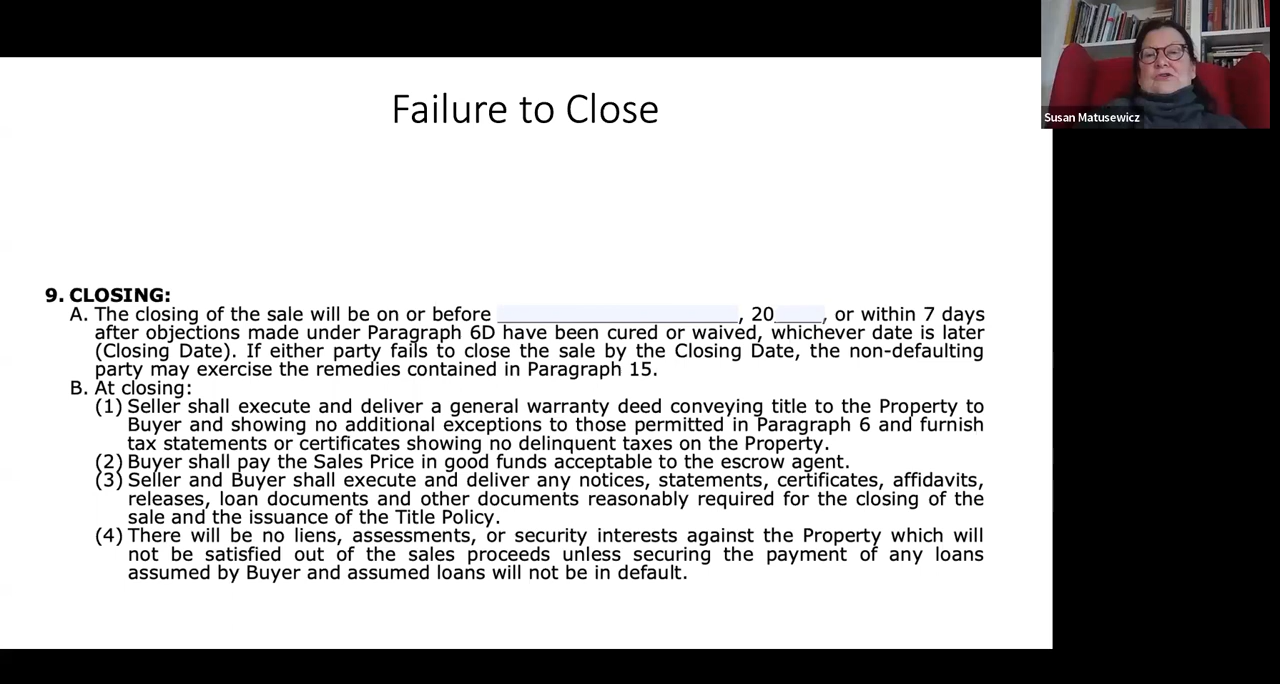 Failure to Close
Susan Matusewicz
9. CLOSING:
A. The closing of the sale will be on or before ________________________, 20_____, or within 7 days
after objections made under Paragraph 6D have been cured or waived, whichever date is later
(Closing Date). If either party fails to close the sale by the Closing Date, the non-defaulting
party may exercise the remedies contained in Paragraph 15.
B. At closing:
(1) Seller shall execute and deliver a general warranty deed conveying title to the Property to
Buyer and showing no additional exceptions to those permitted in Paragraph 6 and furnish
tax statements or certificates showing no delinquent taxes on the Property.
(2) Buyer shall pay the Sales Price in good funds acceptable to the escrow agent.
(3) Seller and Buyer shall execute and deliver any notices, statements, certificates, affidavits,
releases, loan documents and other documents reasonably required for the closing of the
sale and the issuance of the Title Policy.
(4) There will be no liens, assessments, or security interests against the Property which will
not be satisfied out of the sales proceeds unless securing the payment of any loans
assumed by Buyer and assumed loans will not be in default.